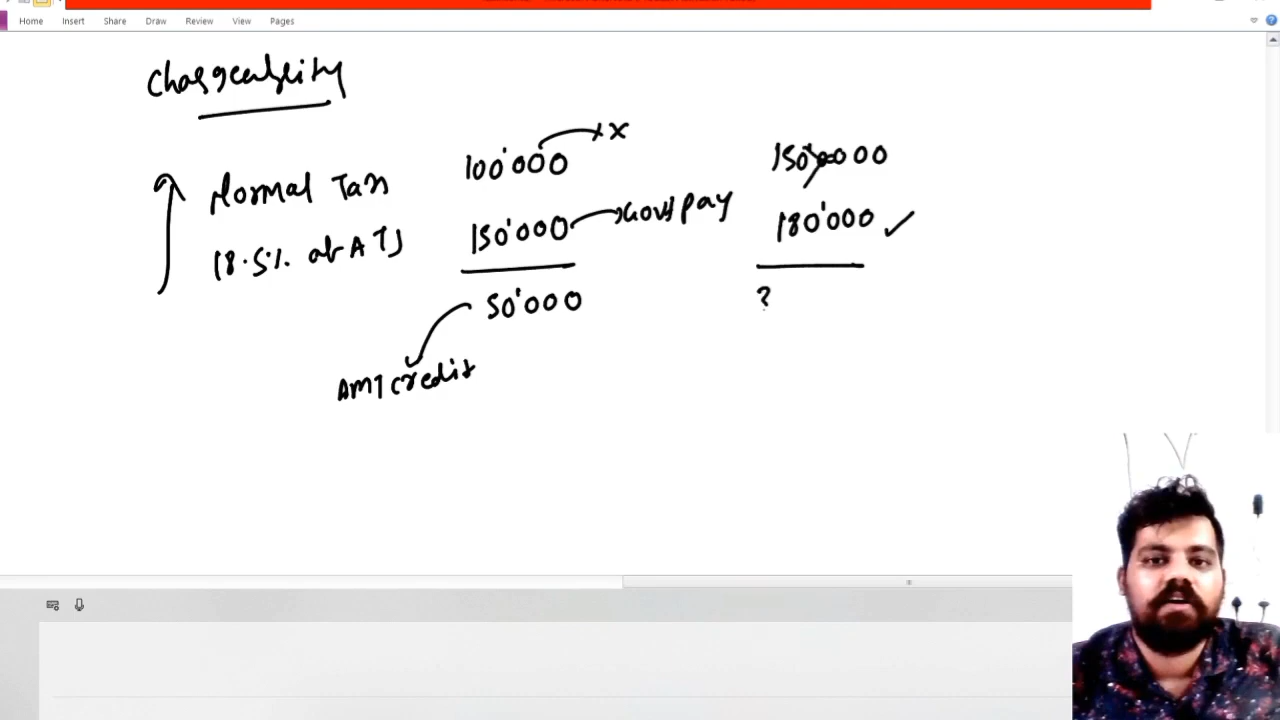 Home Insert Share Draw Review View Pages
Chargeability
Normal Tax 100'000 x 150'000
18.5% at ATI 150'000 Govt pay 180'000 ✓
50'000 ?
AMT credit